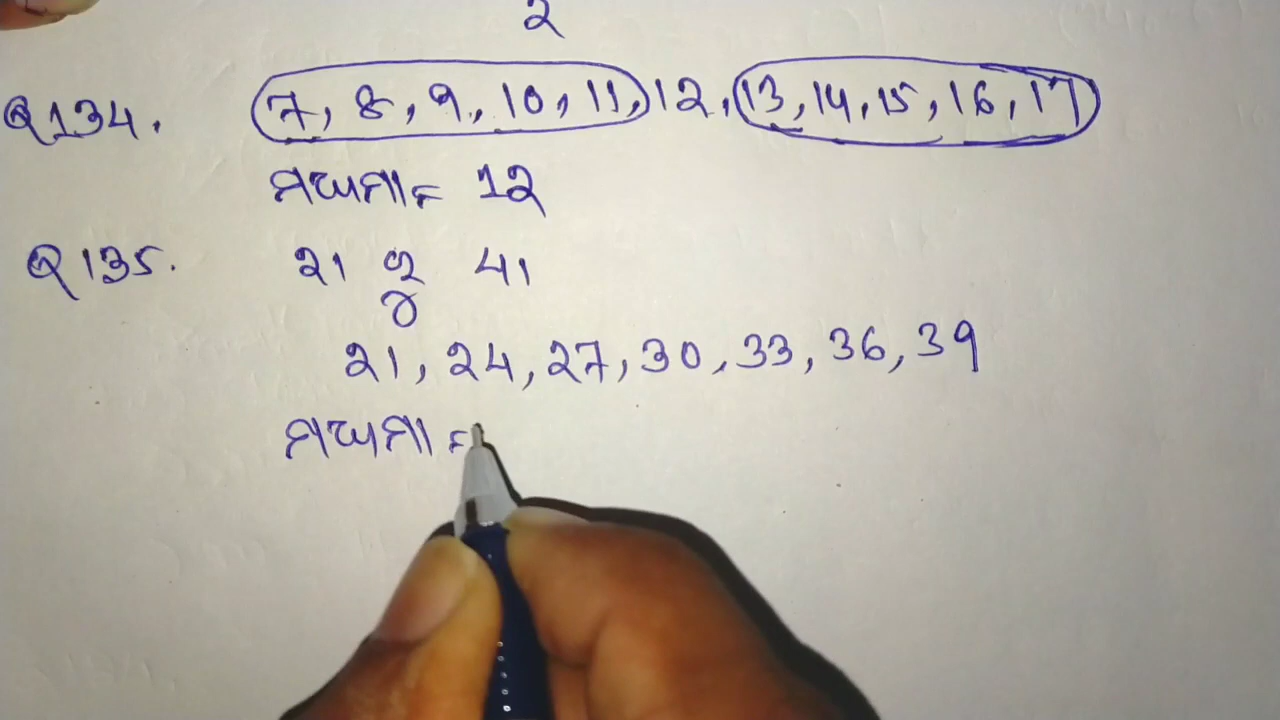 2
Q134. 7, 8, 9, 10, 11, 12, 13, 14, 15, 16, 17
ମଧ୍ୟମା = 12
Q135. 21 ରୁ 41
21, 24, 27, 30, 33, 36, 39
ମଧ୍ୟମା =